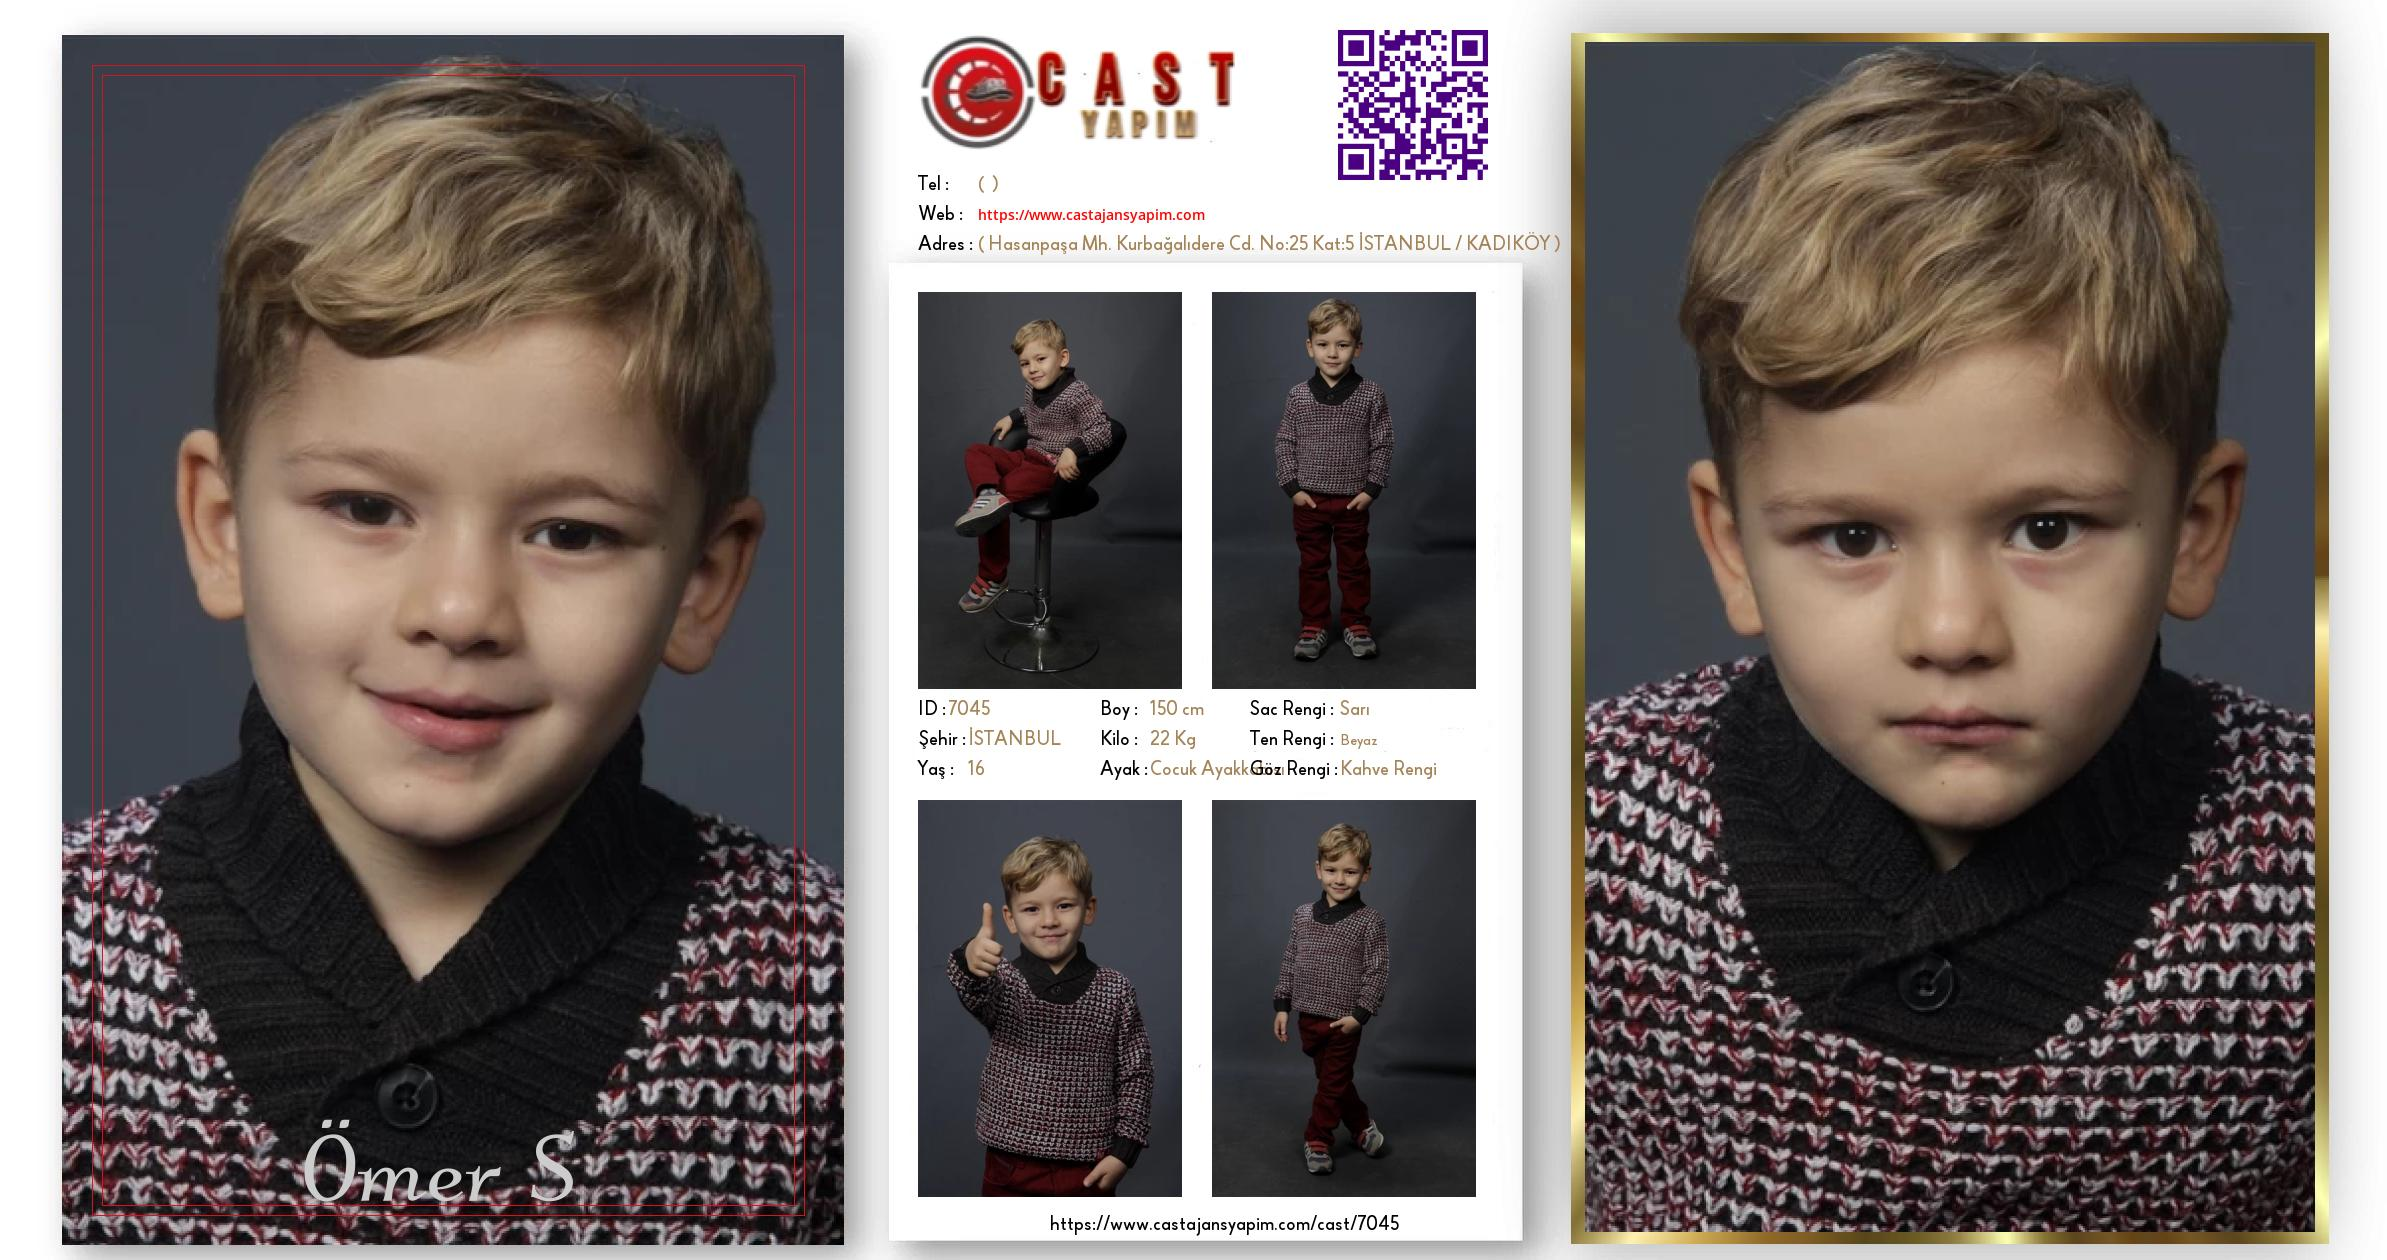 Ömer S
CAST
YAPIM
Tel : ( )
Web : https://www.castajansyapim.com
Adres : ( Hasanpaşa Mh. Kurbağalıdere Cd. No:25 Kat:5 İSTANBUL / KADIKÖY )
ID : 7045 Boy : 150 cm Sac Rengi : Sarı
Şehir : İSTANBUL Kilo : 22 Kg Ten Rengi : Beyaz
Yaş : 16 Ayak : Cocuk Göz Rengi : Kahve Rengi
https://www.castajansyapim.com/cast/7045